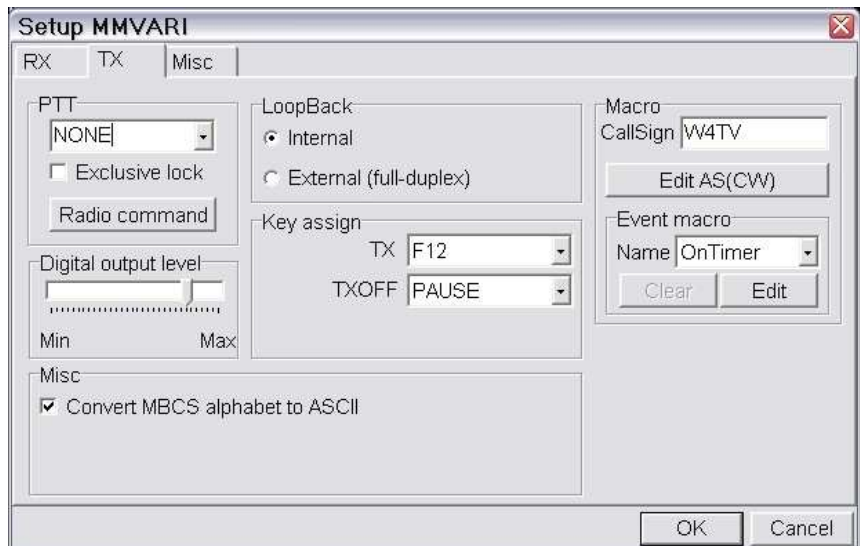 Setup MMVARI
RX TX Misc
PTT
NONE
Exclusive lock
Radio command
Digital output level
Min Max
LoopBack
Internal
External (full-duplex)
Key assign
TX F12
TXOFF PAUSE
Macro
CallSign W4TV
Edit AS(CW)
Event macro
Name OnTimer
Clear Edit
Misc
Convert MBCS alphabet to ASCII
OK Cancel